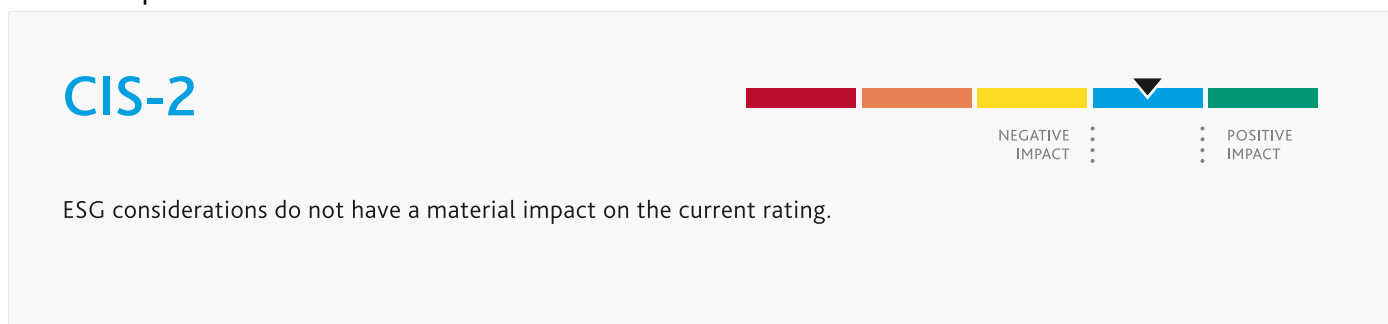 CIS-2
NEGATIVE
IMPACT
POSITIVE
IMPACT
ESG considerations do not have a material impact on the current rating.